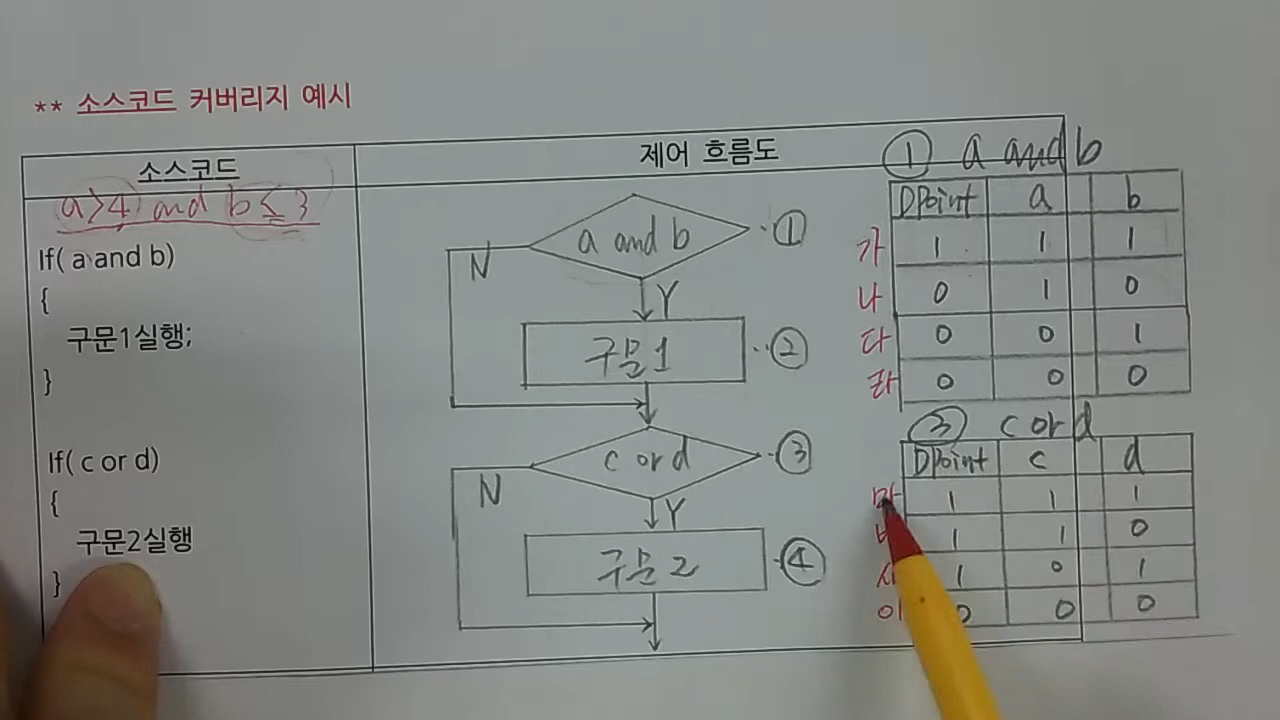 ** 소스코드 커버리지 예시
소스코드
a>4 and b≤3
If( a and b)
{
구문1실행;
}
If( c or d)
{
구문2실행
}
제어 흐름도
a and b ①
N
Y
구문1 ②
c or d ③
N
Y
구문2 ④
① a and b
DPoint a b
가 1 1 1
나 0 1 0
다 0 0 1
라 0 0 0
③ c or d
DPoint c d
마 1 1 1
1 1 0
1 0 1
0 0 0